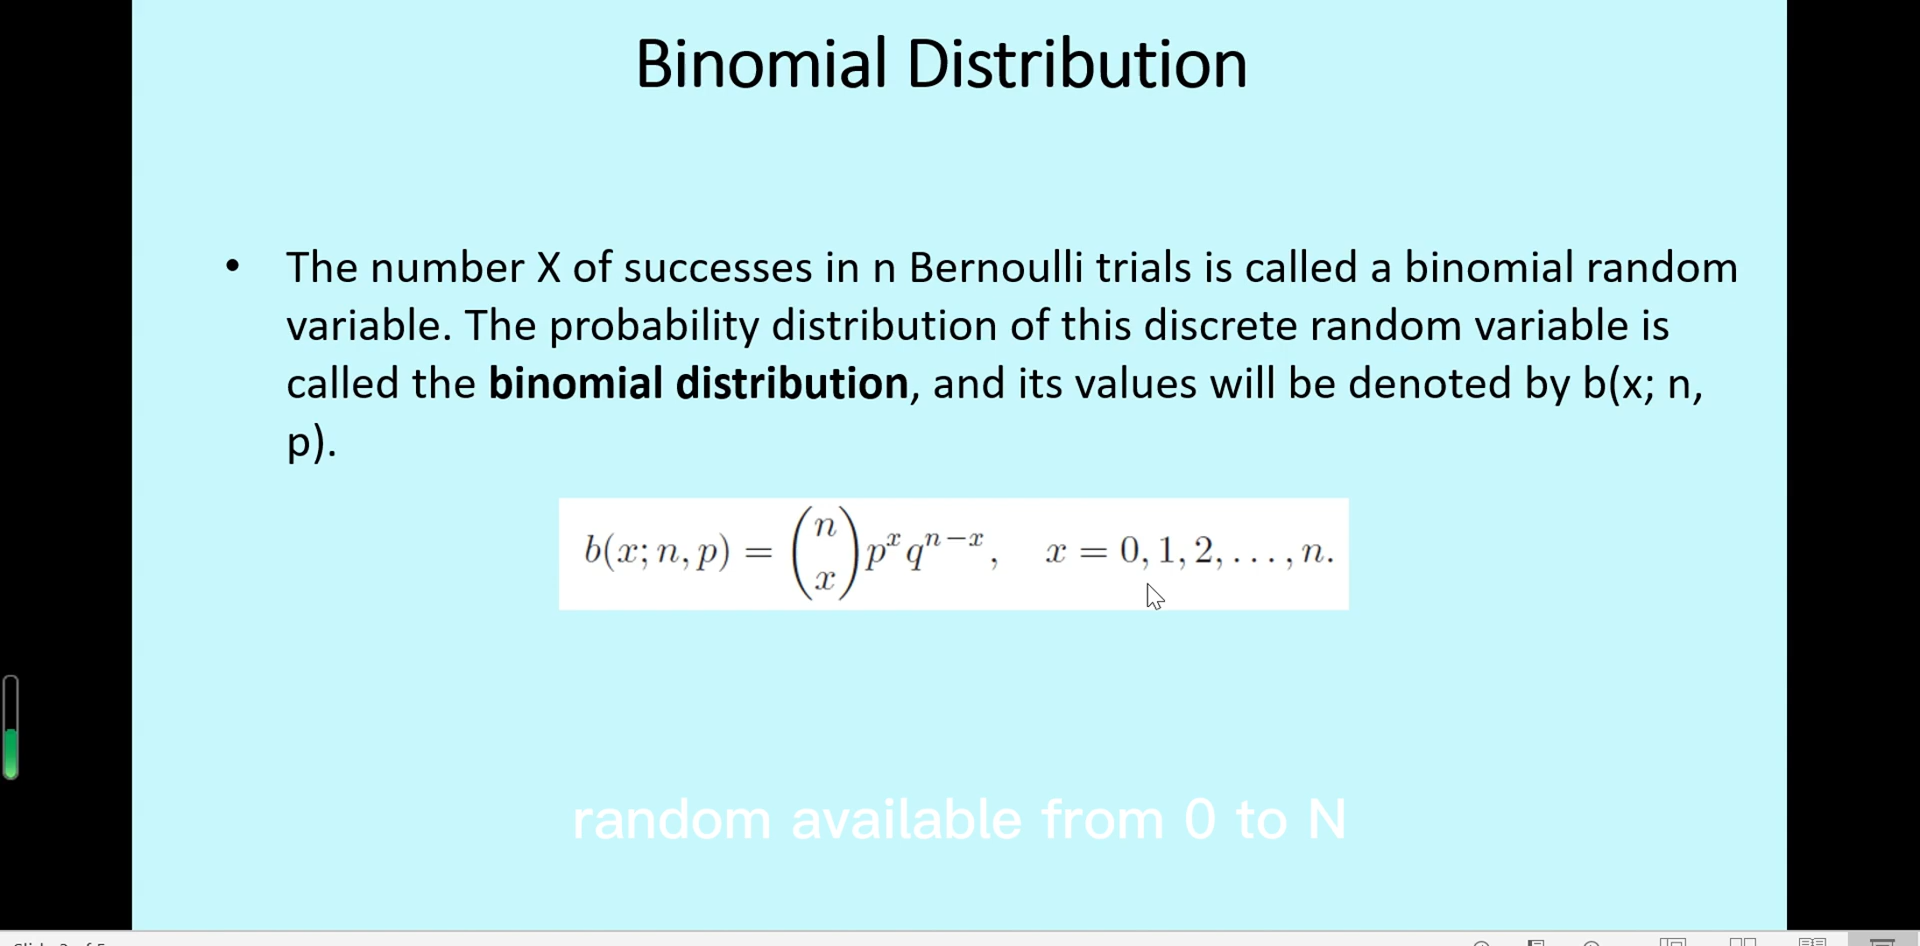 Binomial Distribution
• The number X of successes in n Bernoulli trials is called a binomial random
variable. The probability distribution of this discrete random variable is
called the binomial distribution, and its values will be denoted by b(x; n,
p).
b(x; n, p) = (n x) p^x q^{n−x}, x = 0, 1, 2, . . . , n.
random available from 0 to N